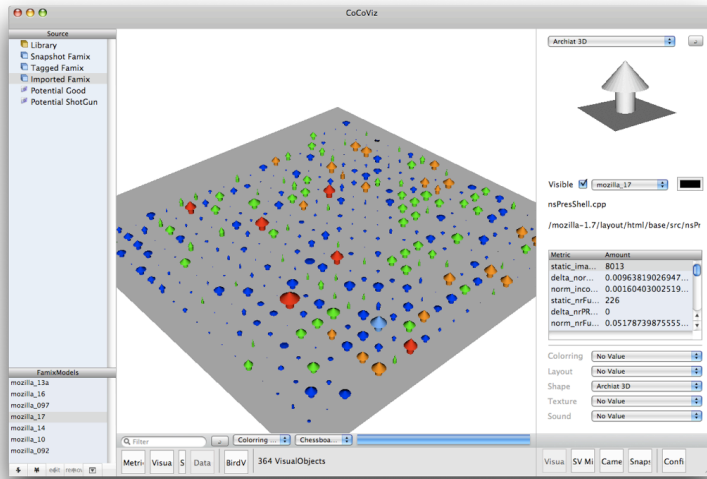 CoCoViz
Source
Library
Snapshot Famix
Tagged Famix
Imported Famix
Potential Good
Potential ShotGun
FamixModels
mozilla_13a
mozilla_16
mozilla_097
mozilla_17
mozilla_14
mozilla_10
mozilla_092
edit
Filter
Colorring ...
Chessboa...
Metri
Visua
S
Data
BirdV
364 VisualObjects
Archiat 3D
Visible
mozilla_17
nsPresShell.cpp
/mozilla-1.7/layout/html/base/src/nsPr
Metric Amount
static_ima... 8013
delta_nor... 0.00963819026947...
norm_inco... 0.00160403002519...
static_nrFu... 226
delta_nrPR... 0
norm_nrFu... 0.05178739875555...
Colorring No Value
Layout No Value
Shape Archiat 3D
Texture No Value
Sound No Value
Visua
SV Mi
Came
Snaps
Confi